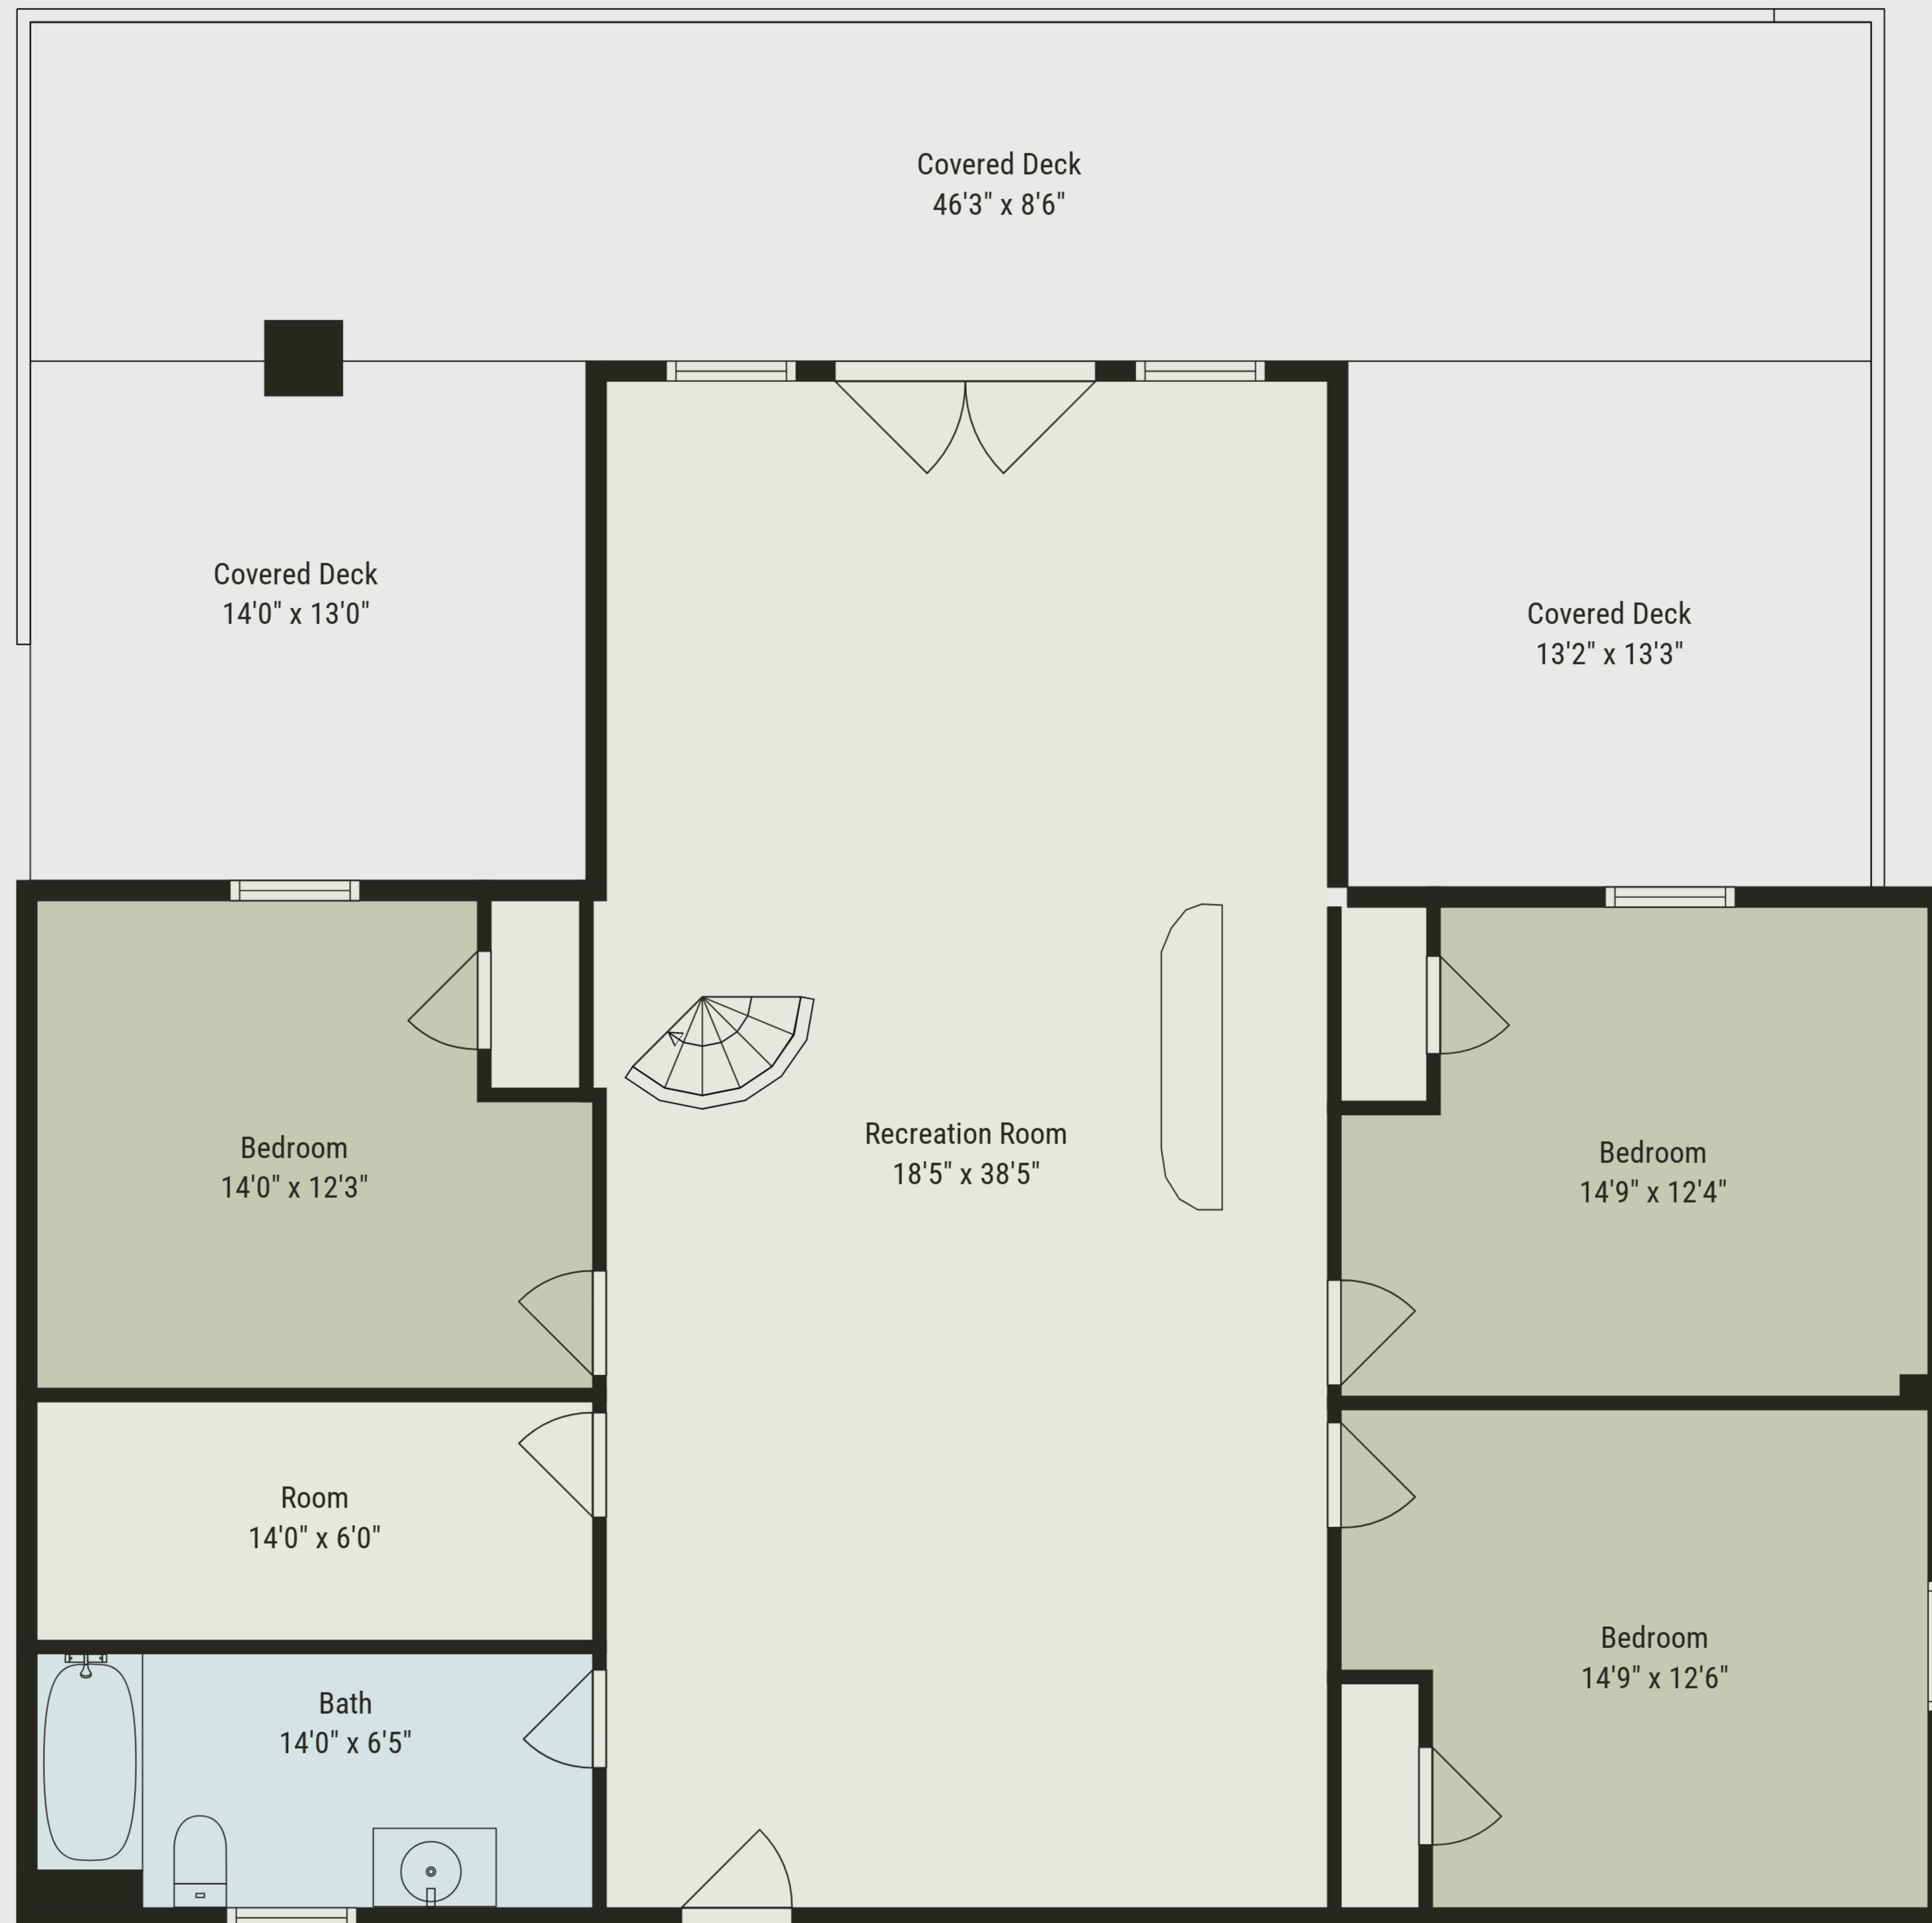 Covered Deck
46'3" x 8'6"
Covered Deck
14'0" x 13'0"
Covered Deck
13'2" x 13'3"
Bedroom
14'0" x 12'3"
Recreation Room
18'5" x 38'5"
Bedroom
14'9" x 12'4"
Room
14'0" x 6'0"
Bedroom
14'9" x 12'6"
Bath
14'0" x 6'5"